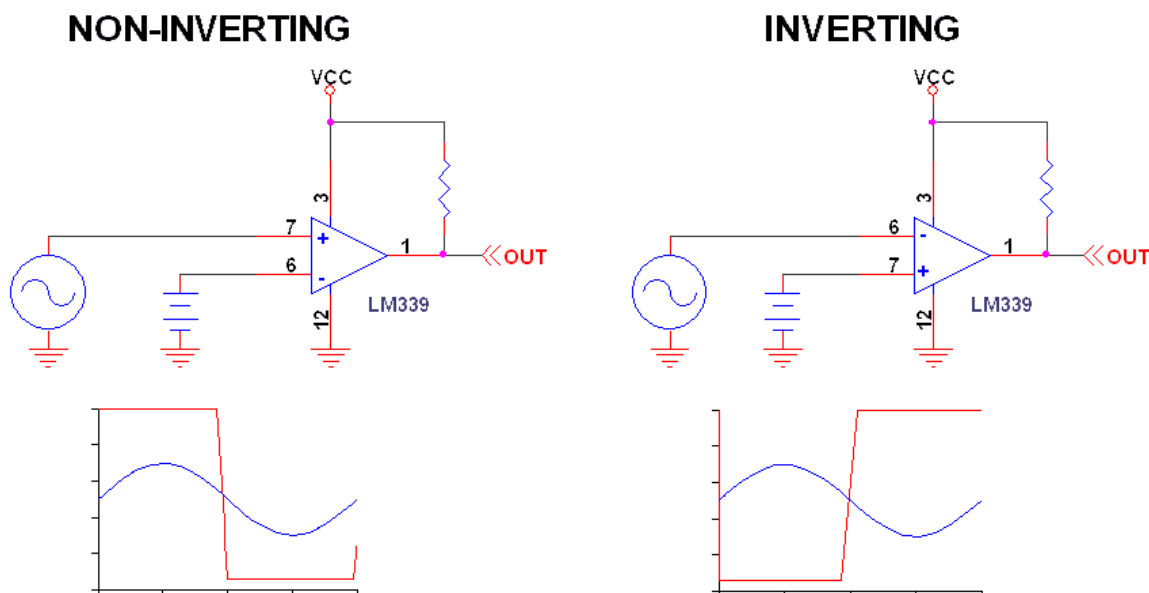 NON-INVERTING
VCC
3
7
+
6
-
1
OUT
LM339
12
INVERTING
VCC
3
6
-
7
+
1
OUT
LM339
12